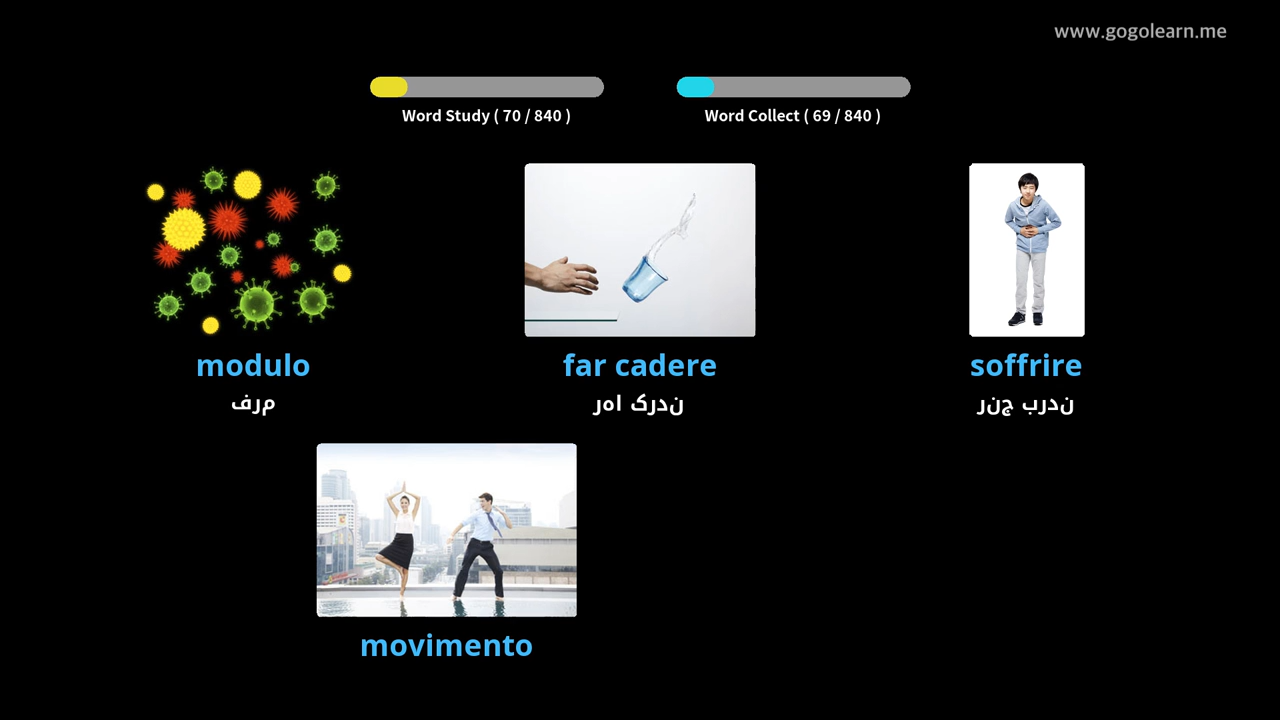 www.gogolearn.me
Word Study ( 70 / 840 )
Word Collect ( 69 / 840 )
modulo
مرف
far cadere
ندرک اهر
soffrire
ندرب جنر
movimento